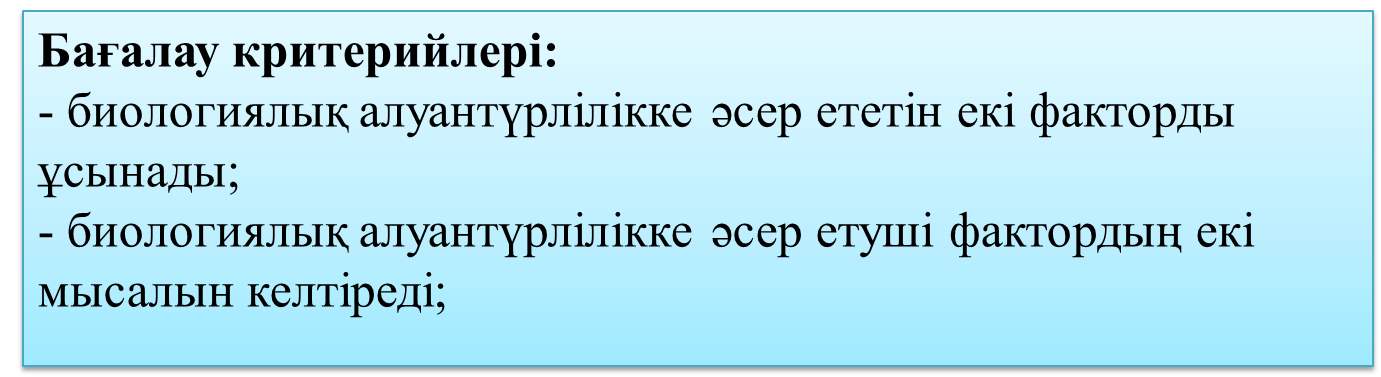 Бағалау критерийлері:
- биологиялық алуантүрлілікке әсер ететін екі факторды
ұсынады;
- биологиялық алуантүрлілікке әсер етуші фактордың екі
мысалын келтіреді;